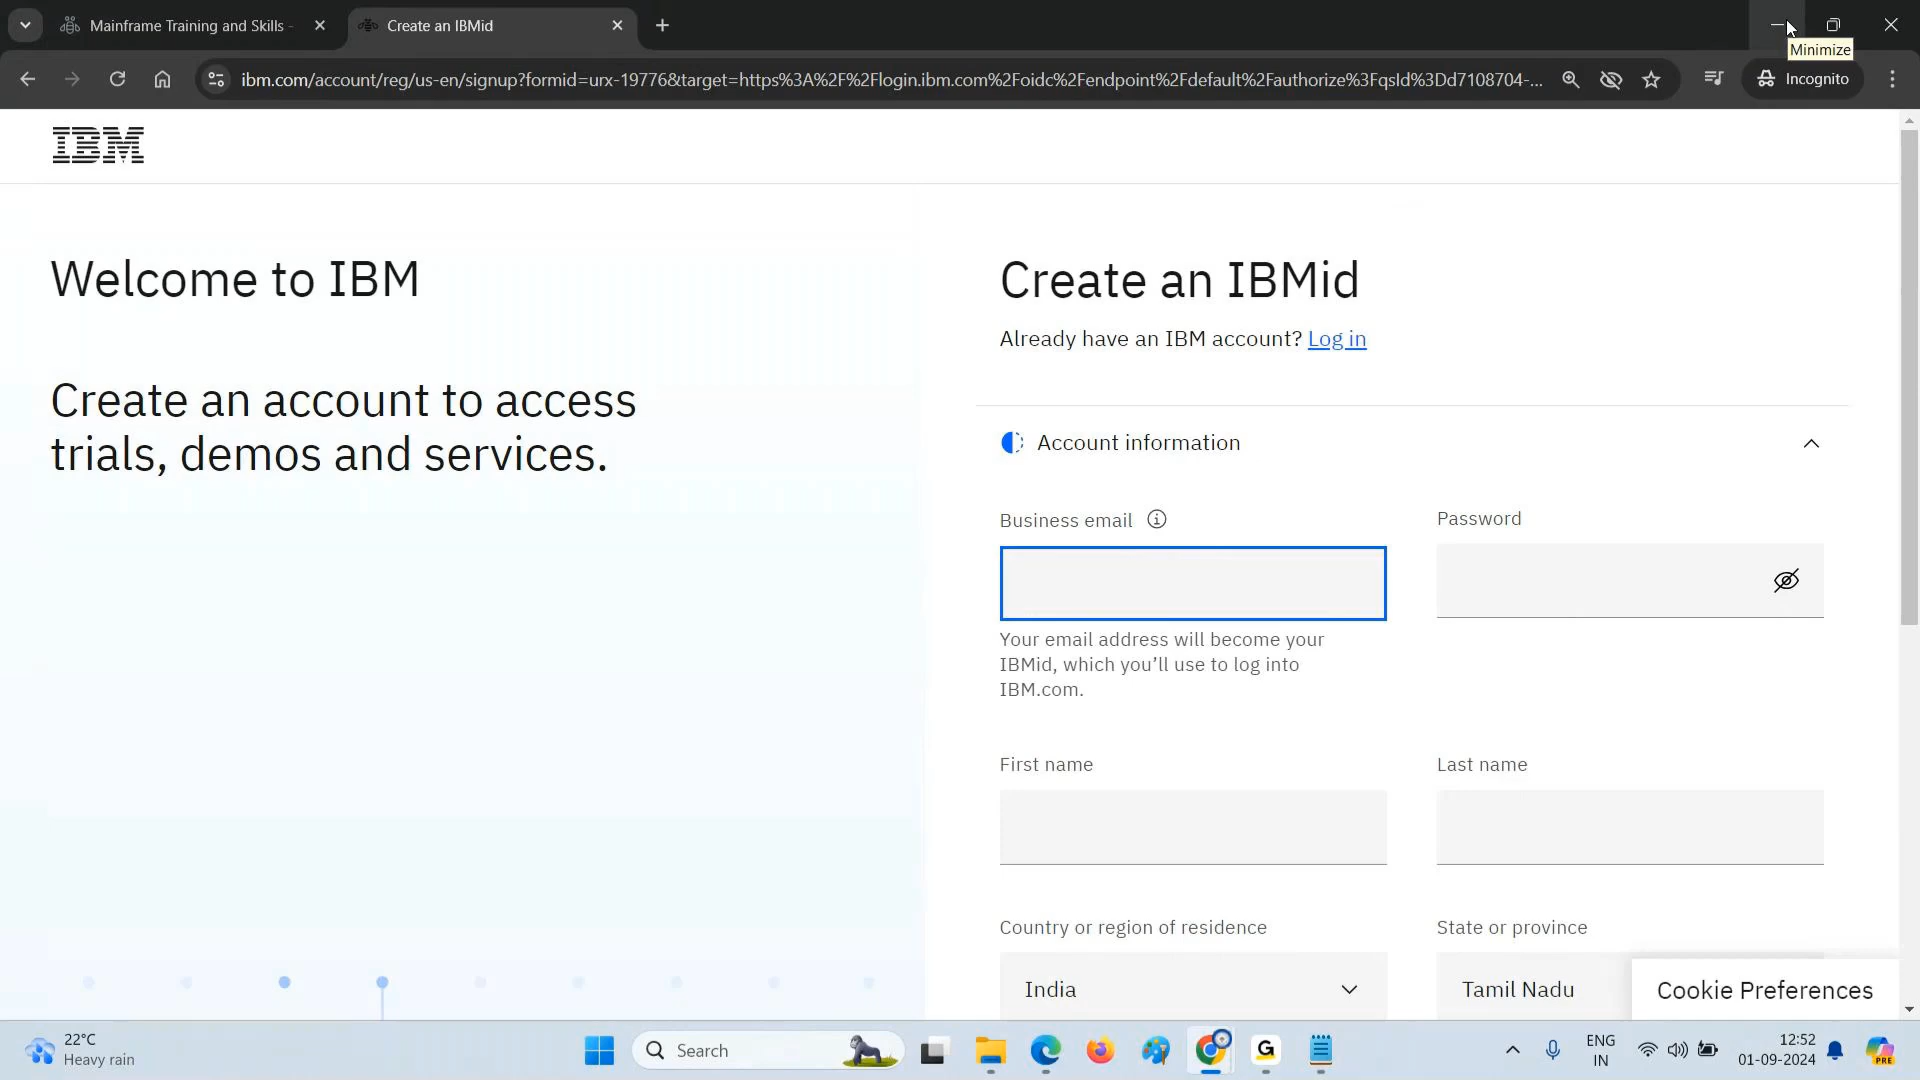 Mainframe Training and Skills -
Create an IBMid
Minimize
ibm.com/account/reg/us-en/signup?formid=urx-19776&target=https%3A%2F%2Flogin.ibm.com%2Foidc%2Fendpoint%2Fdefault%2Fauthorize%3FqsId%3Dd7108704-...
Incognito
IBM
Welcome to IBM
Create an account to access
trials, demos and services.
Create an IBMid
Already have an IBM account? Log in
Account information
Business email
Password
Your email address will become your
IBMid, which you’ll use to log into
IBM.com.
First name
Last name
Country or region of residence
State or province
India
Tamil Nadu
Cookie Preferences
22°C
Heavy rain
Search
G
ENG
IN
12:52
01-09-2024
PRE